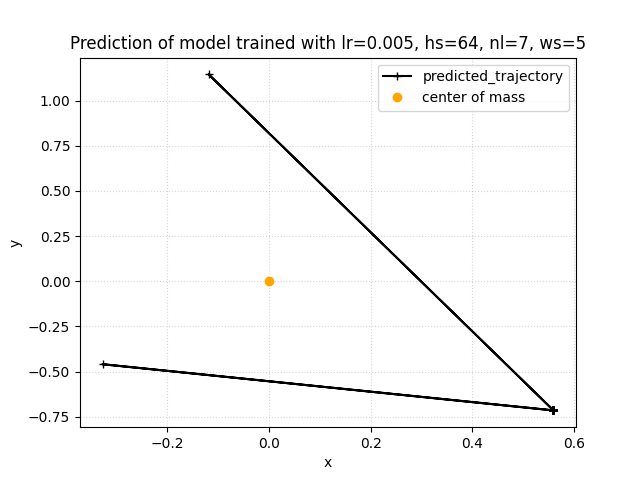 Prediction of model trained with lr=0.005, hs=64, nl=7, ws=5
predicted_trajectory
center of mass
1.00
0.75
0.50
0.25
0.00
−0.25
−0.50
−0.75
y
−0.2
0.0
0.2
0.4
0.6
x